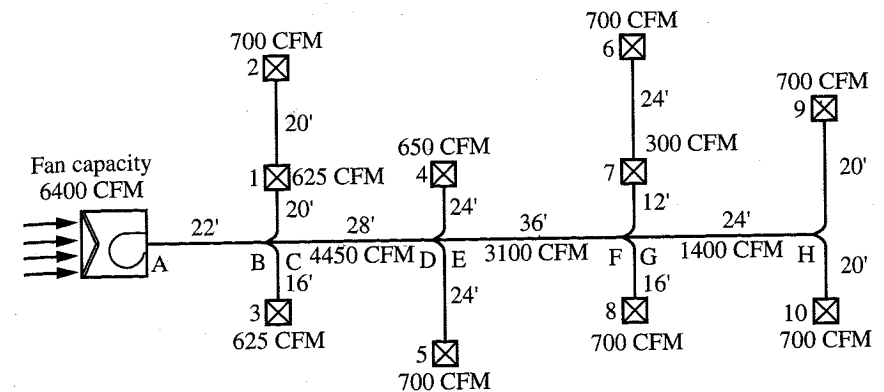 700 CFM
2
20'
Fan capacity
6400 CFM
1
625 CFM
20'
22'
A
B
C
16'
3
625 CFM
28'
4450 CFM
650 CFM
4
24'
D
E
24'
5
700 CFM
36'
3100 CFM
700 CFM
6
24'
300 CFM
7
12'
F
G
16'
8
700 CFM
24'
1400 CFM
700 CFM
9
20'
H
20'
10
700 CFM